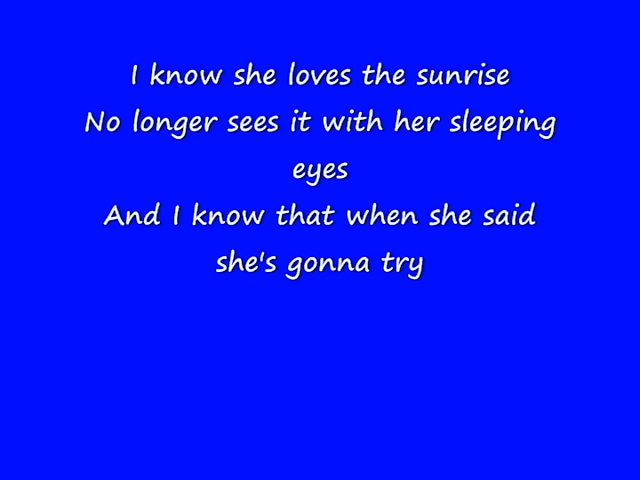 I know she loves the sunrise
No longer sees it with her sleeping
eyes
And I know that when she said
she's gonna try